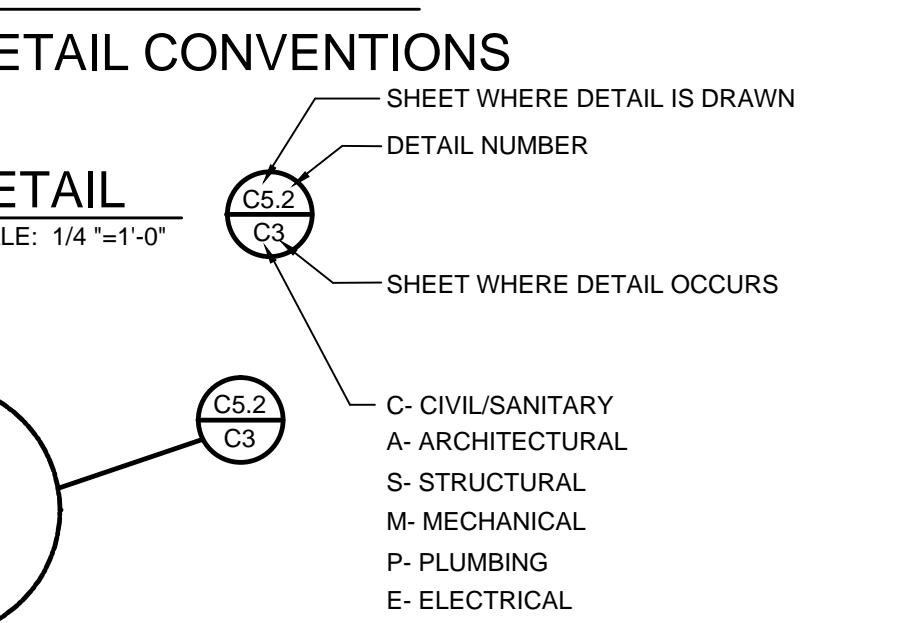 ETAIL CONVENTIONS
SHEET WHERE DETAIL IS DRAWN
DETAIL NUMBER
ETAIL
LE: 1/4 "=1'-0"
C5.2
C3
SHEET WHERE DETAIL OCCURS
C5.2
C3
C- CIVIL/SANITARY
A- ARCHITECTURAL
S- STRUCTURAL
M- MECHANICAL
P- PLUMBING
E- ELECTRICAL